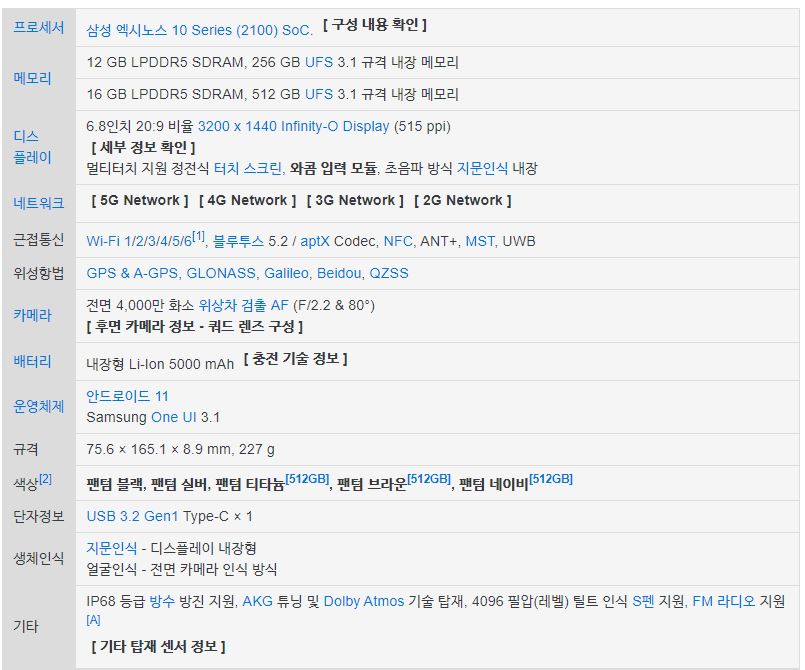 프로세서
삼성 엑시노스 10 Series (2100) SoC. [ 구성 내용 확인 ]
메모리
12 GB LPDDR5 SDRAM, 256 GB UFS 3.1 규격 내장 메모리
16 GB LPDDR5 SDRAM, 512 GB UFS 3.1 규격 내장 메모리
디스
플레이
6.8인치 20:9 비율 3200 x 1440 Infinity-O Display (515 ppi)
[ 세부 정보 확인 ]
멀티터치 지원 정전식 터치 스크린, 와콤 입력 모듈, 초음파 방식 지문인식 내장
네트워크
[ 5G Network ] [ 4G Network ] [ 3G Network ] [ 2G Network ]
근접통신
Wi-Fi 1/2/3/4/5/6[1], 블루투스 5.2 / aptX Codec, NFC, ANT+, MST, UWB
위성항법
GPS & A-GPS, GLONASS, Galileo, Beidou, QZSS
카메라
전면 4,000만 화소 위상차 검출 AF (F/2.2 & 80°)
[ 후면 카메라 정보 - 쿼드 렌즈 구성 ]
배터리
내장형 Li-Ion 5000 mAh [ 충전 기술 정보 ]
운영체제
안드로이드 11
Samsung One UI 3.1
규격
75.6 × 165.1 × 8.9 mm, 227 g
색상[2]
팬텀 블랙, 팬텀 실버, 팬텀 티타늄[512GB], 팬텀 브라운[512GB], 팬텀 네이비[512GB]
단자정보
USB 3.2 Gen1 Type-C × 1
생체인식
지문인식 - 디스플레이 내장형
얼굴인식 - 전면 카메라 인식 방식
기타
IP68 등급 방수 방진 지원, AKG 튜닝 및 Dolby Atmos 기술 탑재, 4096 필압(레벨) 틸트 인식 S펜 지원, FM 라디오 지원
[A]
[ 기타 탑재 센서 정보 ]